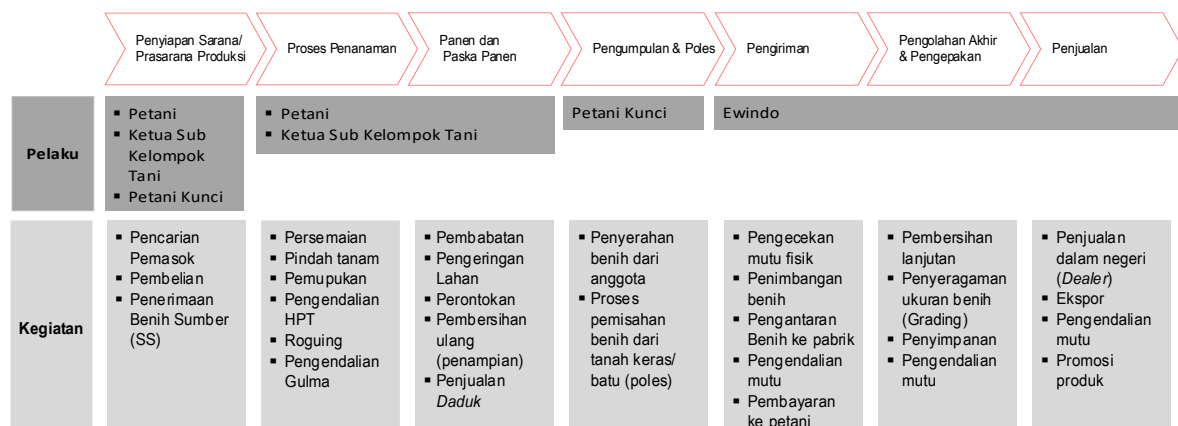 Penyiapan Sarana/
Prasarana Produksi
Proses Penanaman
Panen dan
Paska Panen
Pengumpulan & Poles
Pengiriman
Pengolahan Akhir
& Pengepakan
Penjualan
Pelaku
▪ Petani
▪ Ketua Sub
Kelompok
Tani
▪ Petani Kunci
▪ Petani
▪ Ketua Sub Kelompok Tani
Petani Kunci
Ewindo
Kegiatan
▪ Pencarian
Pemasok
▪ Pembelian
▪ Penerimaan
Benih Sumber
(SS)
▪ Persemaian
▪ Pindah tanam
▪ Pemupukan
▪ Pengendalian
HPT
▪ Roguing
▪ Pengendalian
Gulma
▪ Pembabatan
▪ Pengeringan
Lahan
▪ Perontokan
▪ Pembersihan
ulang
(penampian)
▪ Penjualan
Daduk
▪ Penyerahan
benih dari
anggota
▪ Proses
pemisahan
benih dari
tanah keras/
batu (poles)
▪ Pengecekan
mutu fisik
▪ Penimbangan
benih
▪ Pengantaran
Benih ke pabrik
▪ Pengendalian
mutu
▪ Pembayaran
ke petani
▪ Pembersihan
lanjutan
▪ Penyeragaman
ukuran benih
(Grading)
▪ Penyimpanan
▪ Pengendalian
mutu
▪ Penjualan
dalam negeri
(Dealer)
▪ Ekspor
▪ Pengendalian
mutu
▪ Promosi
produk